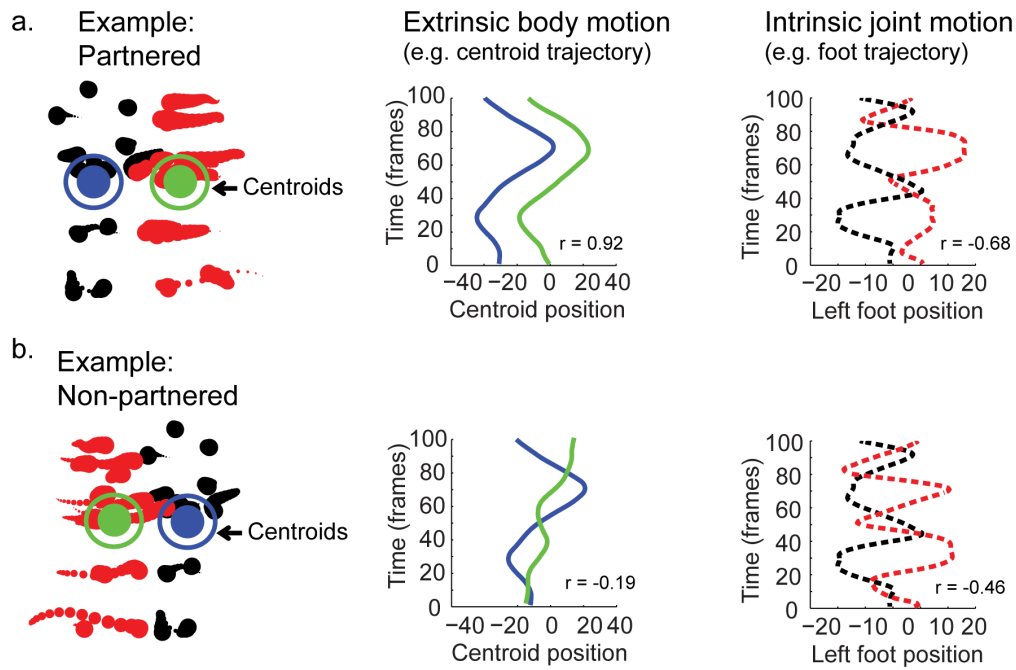 a.
Example:
Partnered
Centroids
Extrinsic body motion
(e.g. centroid trajectory)
Time (frames)
100
80
60
40
20
0
r = 0.92
−40 −20 0 20 40
Centroid position
Intrinsic joint motion
(e.g. foot trajectory)
Time (frames)
100
80
60
40
20
0
r = -0.68
−20 −10 0 10 20
Left foot position
b.
Example:
Non-partnered
Centroids
Time (frames)
100
80
60
40
20
0
r = -0.19
−40 −20 0 20 40
Centroid position
Time (frames)
100
80
60
40
20
0
r = -0.46
−20 −10 0 10 20
Left foot position